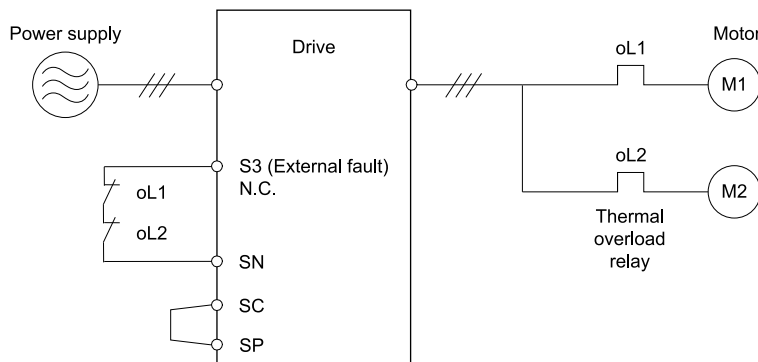 Power supply
Drive
oL1
Motor
M1
S3 (External fault)
N.C.
oL1
oL2
oL2
M2
Thermal
overload
relay
SN
SC
SP